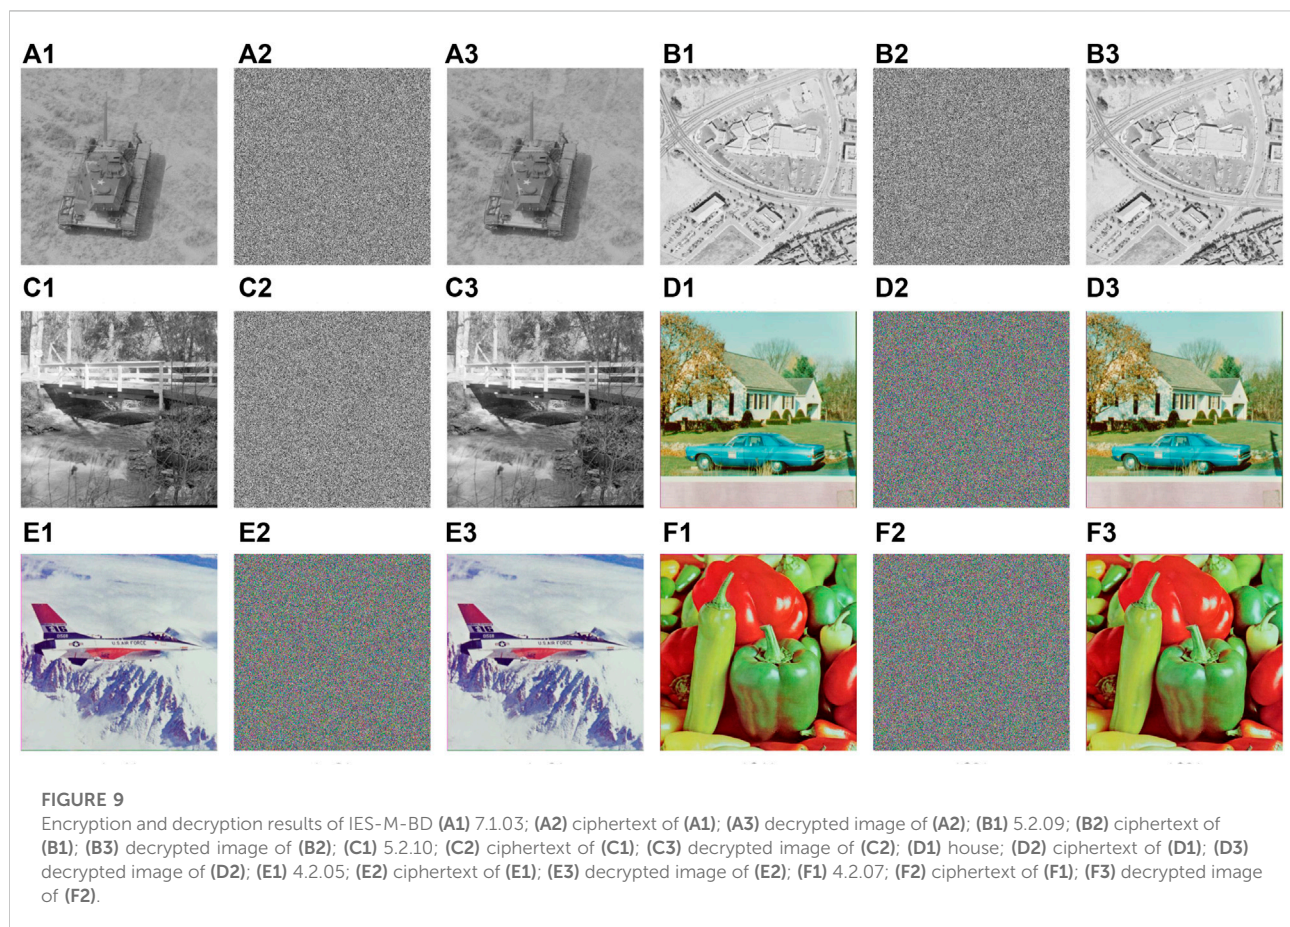 A1 A2 A3 B1 B2 B3
C1 C2 C3 D1 D2 D3
E1 E2 E3 F1 F2 F3
F16
U.S. AIR FORCE
FIGURE 9
Encryption and decryption results of IES-M-BD (A1) 7.1.03; (A2) ciphertext of (A1); (A3) decrypted image of (A2); (B1) 5.2.09; (B2) ciphertext of
(B1); (B3) decrypted image of (B2); (C1) 5.2.10; (C2) ciphertext of (C1); (C3) decrypted image of (C2); (D1) house; (D2) ciphertext of (D1); (D3)
decrypted image of (D2); (E1) 4.2.05; (E2) ciphertext of (E1); (E3) decrypted image of (E2); (F1) 4.2.07; (F2) ciphertext of (F1); (F3) decrypted image
of (F2).